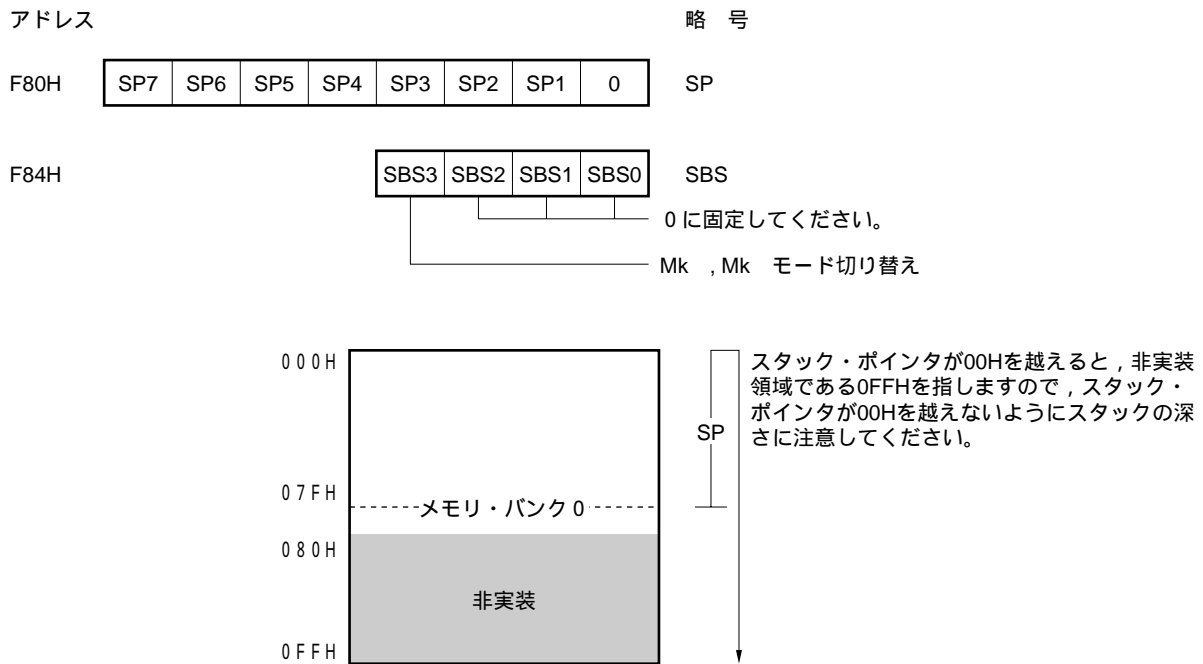 アドレス 略 号
F80H SP7 SP6 SP5 SP4 SP3 SP2 SP1 0 SP
F84H SBS3 SBS2 SBS1 SBS0 SBS
0に固定してください。
Mk , Mk モード切り替え
000H
スタック・ポインタが00Hを越えると，非実装
領域である0FFHを指しますので，スタック・
ポインタが00Hを越えないようにスタックの深
さに注意してください。
SP
07FH
メモリ・バンク0
080H
非実装
0FFH